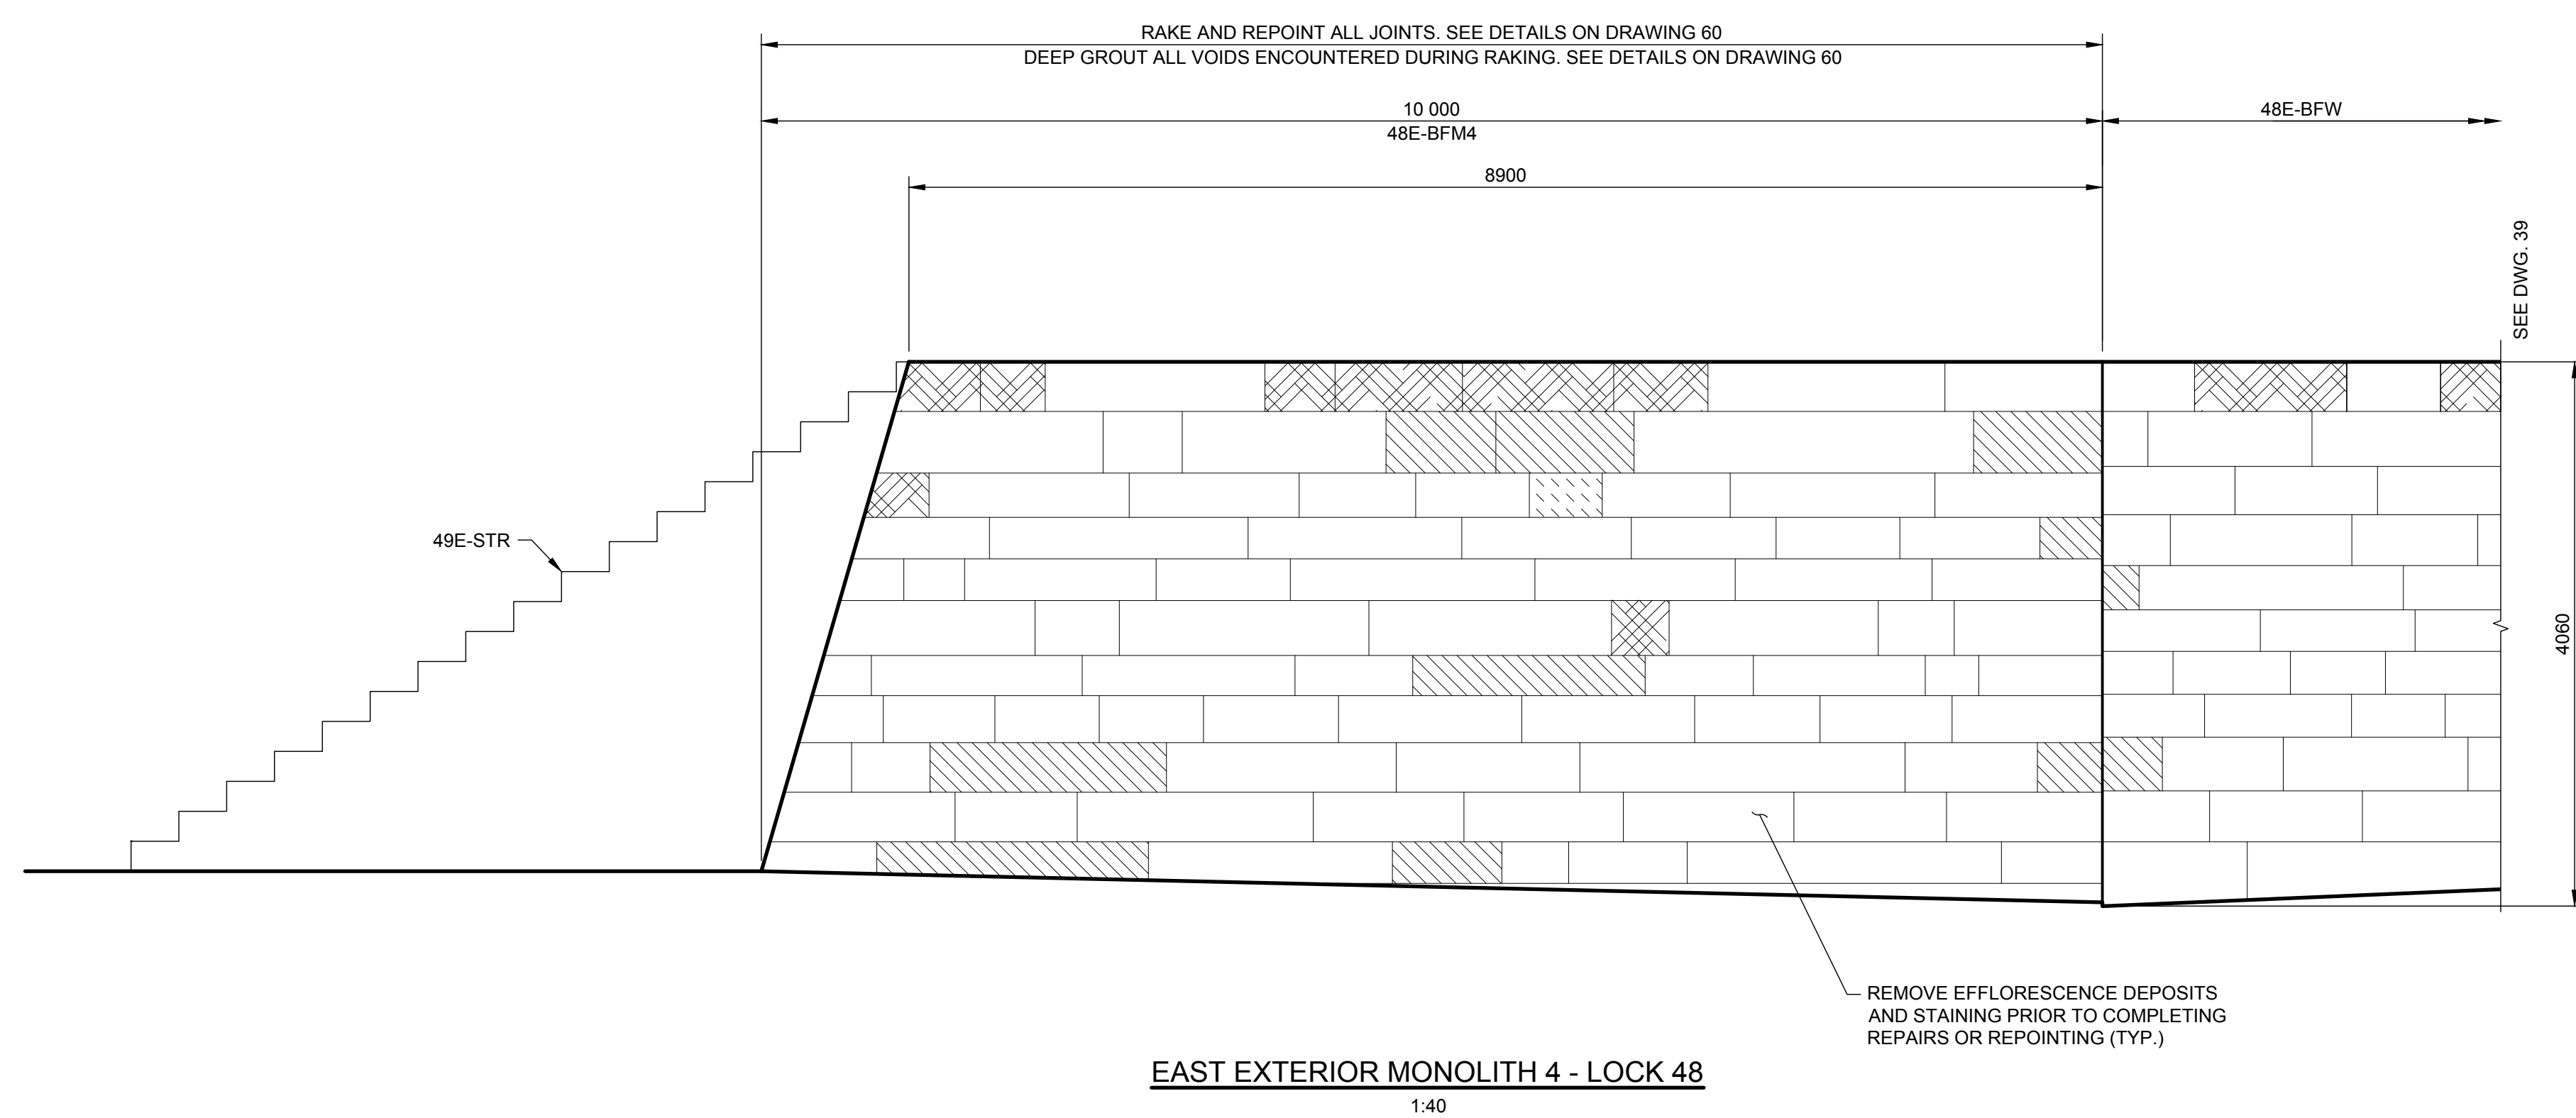 RAKE AND REPOINT ALL JOINTS. SEE DETAILS ON DRAWING 60
DEEP GROUT ALL VOIDS ENCOUNTERED DURING RAKING. SEE DETAILS ON DRAWING 60
10 000
48E-BFM4
48E-BFW
8900
SEE DWG. 39
49E-STR
4060
REMOVE EFFLORESCENCE DEPOSITS
AND STAINING PRIOR TO COMPLETING
REPAIRS OR REPOINTING (TYP.)
EAST EXTERIOR MONOLITH 4 - LOCK 48
1:40